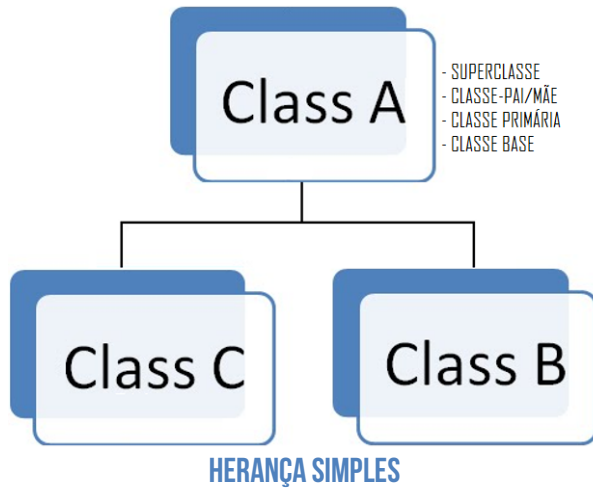 Class A
- SUPERCLASSE
- CLASSE-PAI/MÃE
- CLASSE PRIMÁRIA
- CLASSE BASE
Class C
Class B
HERANÇA SIMPLES